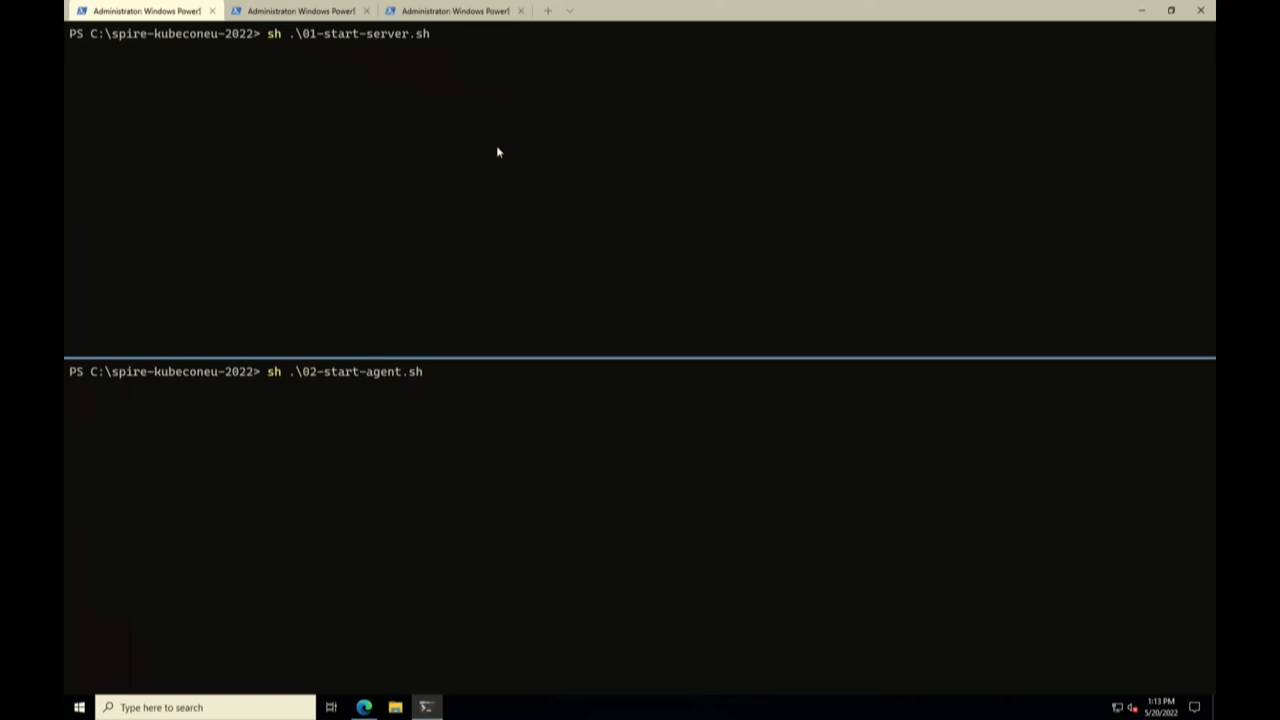 Administrator: Windows PowerS
Administrator: Windows PowerS
Administrator: Windows PowerS
PS C:\spire-kubeconeu-2022> sh .\01-start-server.sh
PS C:\spire-kubeconeu-2022> sh .\02-start-agent.sh
Type here to search
1:13 PM
5/20/2022